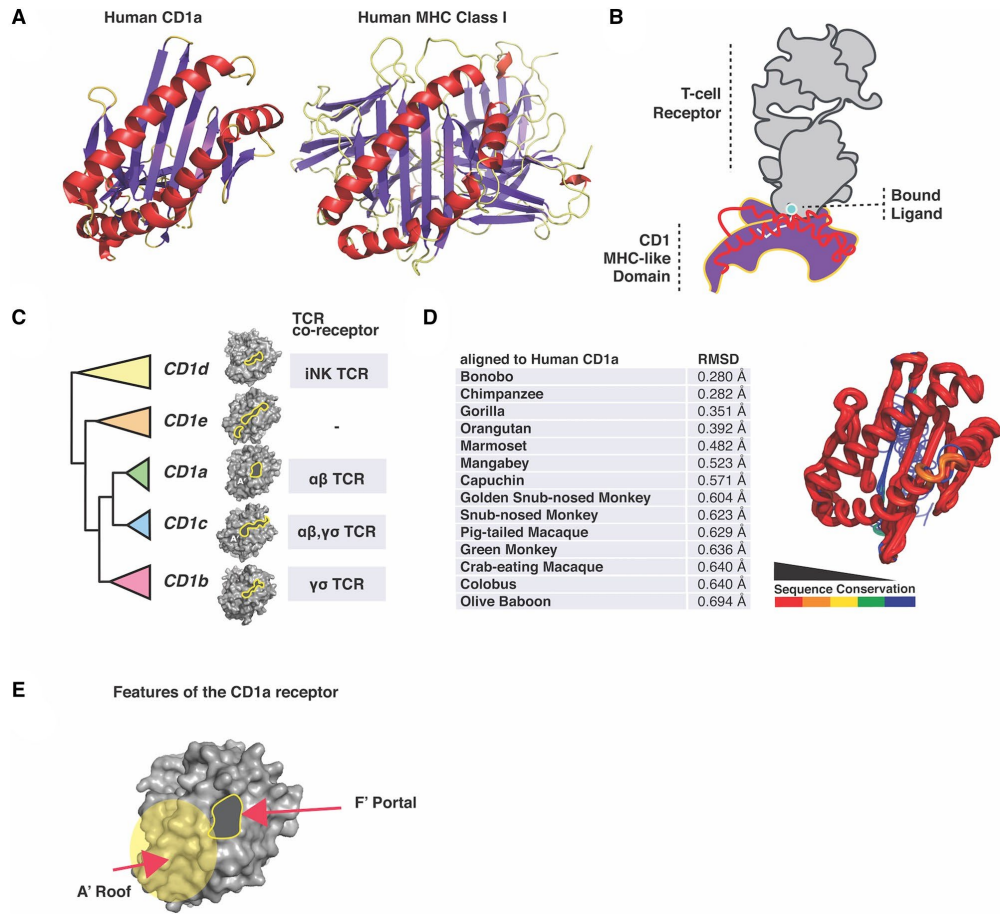 A
Human CD1a
Human MHC Class I
B
T-cell
Receptor
Bound
Ligand
CD1
MHC-like
Domain
C
TCR
co-receptor
CD1d
iNK TCR
CD1e
-
CD1a
A'
αβ TCR
CD1c
A'
αβ,γσ TCR
CD1b
γσ TCR
D
aligned to Human CD1a RMSD
Bonobo 0.280 Å
Chimpanzee 0.282 Å
Gorilla 0.351 Å
Orangutan 0.392 Å
Marmoset 0.482 Å
Mangabey 0.523 Å
Capuchin 0.571 Å
Golden Snub-nosed Monkey 0.604 Å
Snub-nosed Monkey 0.623 Å
Pig-tailed Macaque 0.629 Å
Green Monkey 0.636 Å
Crab-eating Macaque 0.640 Å
Colobus 0.640 Å
Olive Baboon 0.694 Å
Sequence Conservation
E
Features of the CD1a receptor
F' Portal
A' Roof